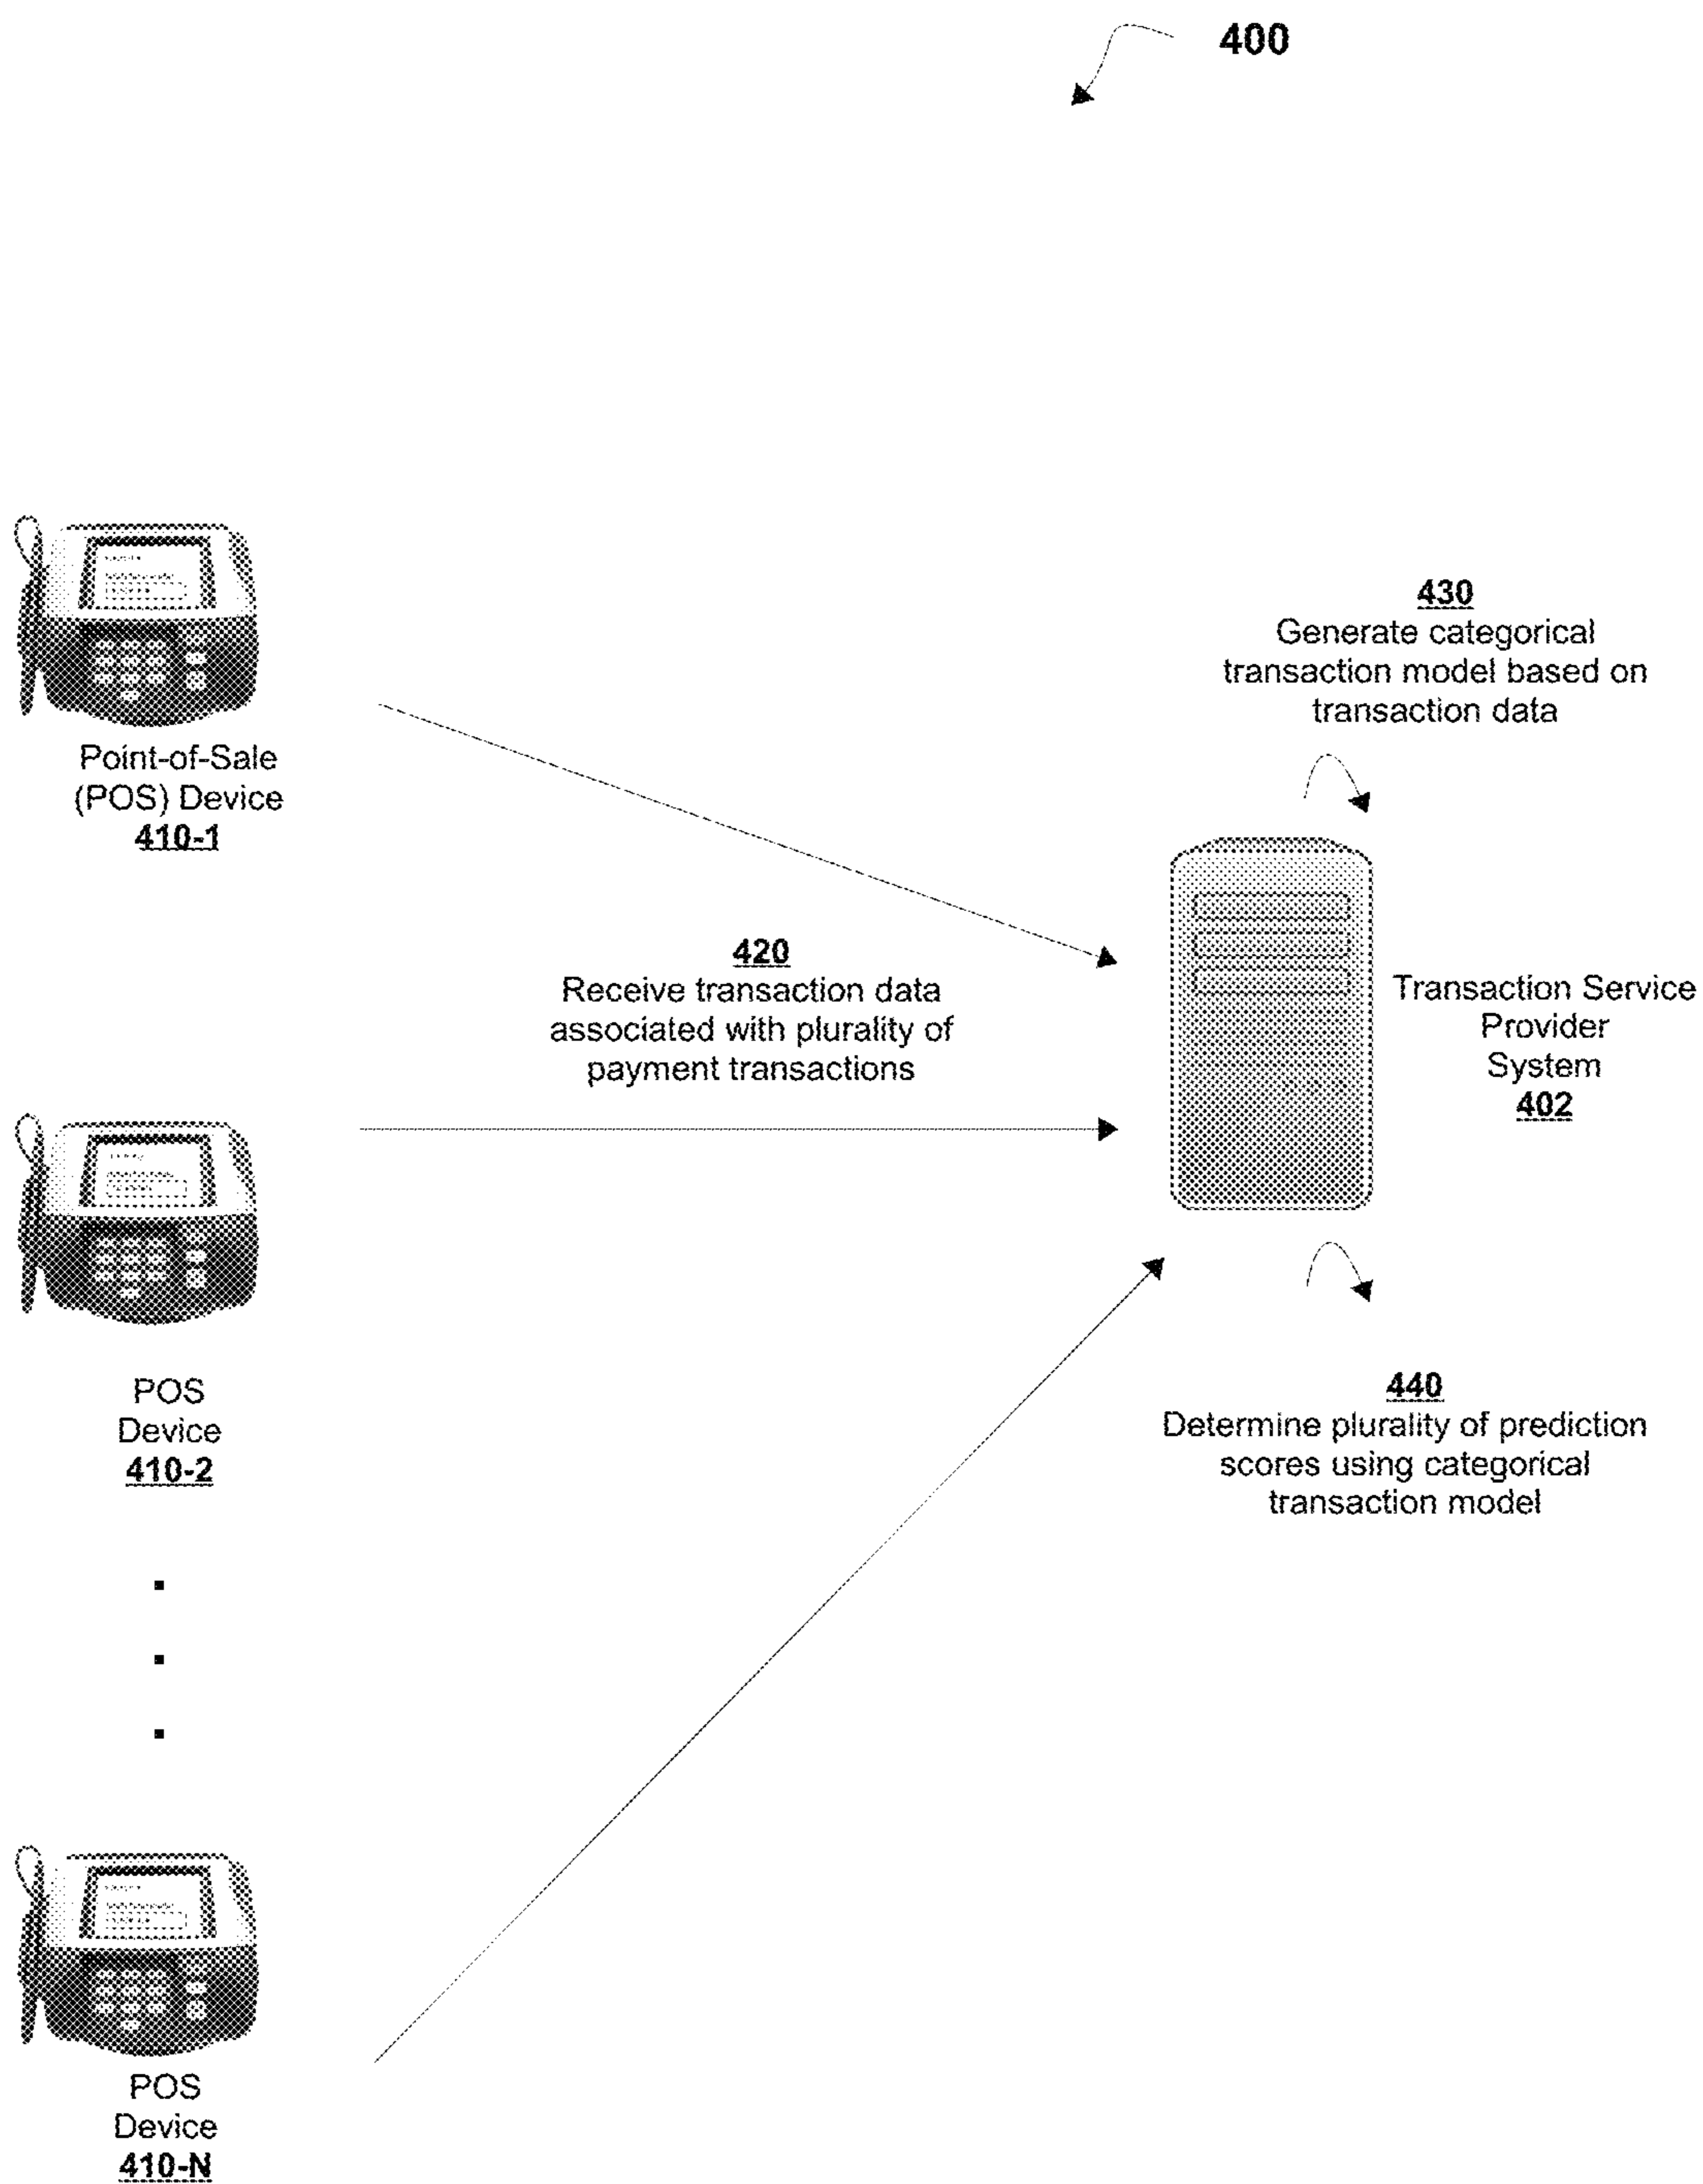 400
Point-of-Sale
(POS) Device
410-1
430
Generate categorical
transaction model based on
transaction data
420
Receive transaction data
associated with plurality of
payment transactions
Transaction Service
Provider
System
402
POS
Device
410-2
440
Determine plurality of prediction
scores using categorical
transaction model
POS
Device
410-N